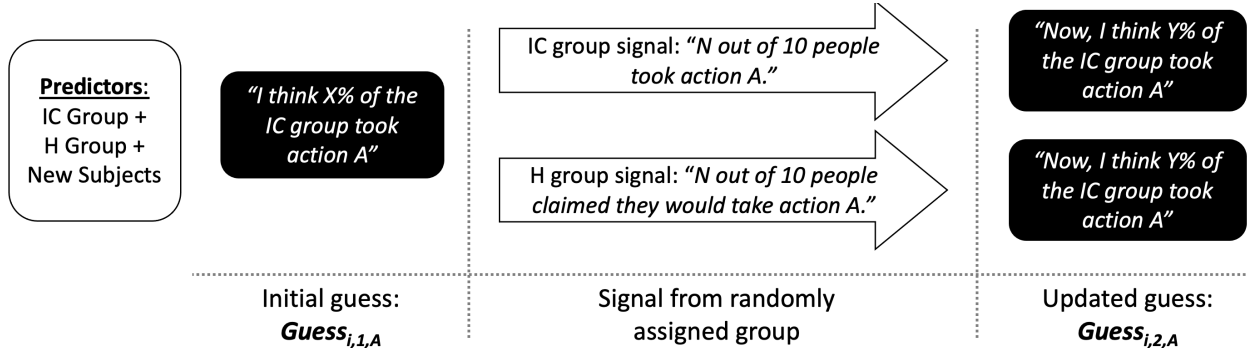 Predictors:
IC Group +
H Group +
New Subjects
“I think X% of the
IC group took
action A”
IC group signal: “N out of 10 people
took action A.”
H group signal: “N out of 10 people
claimed they would take action A.”
“Now, I think Y% of
the IC group took
action A”
“Now, I think Y% of
the IC group took
action A”
Initial guess:
Guess i,1,A
Signal from randomly
assigned group
Updated guess:
Guess i,2,A